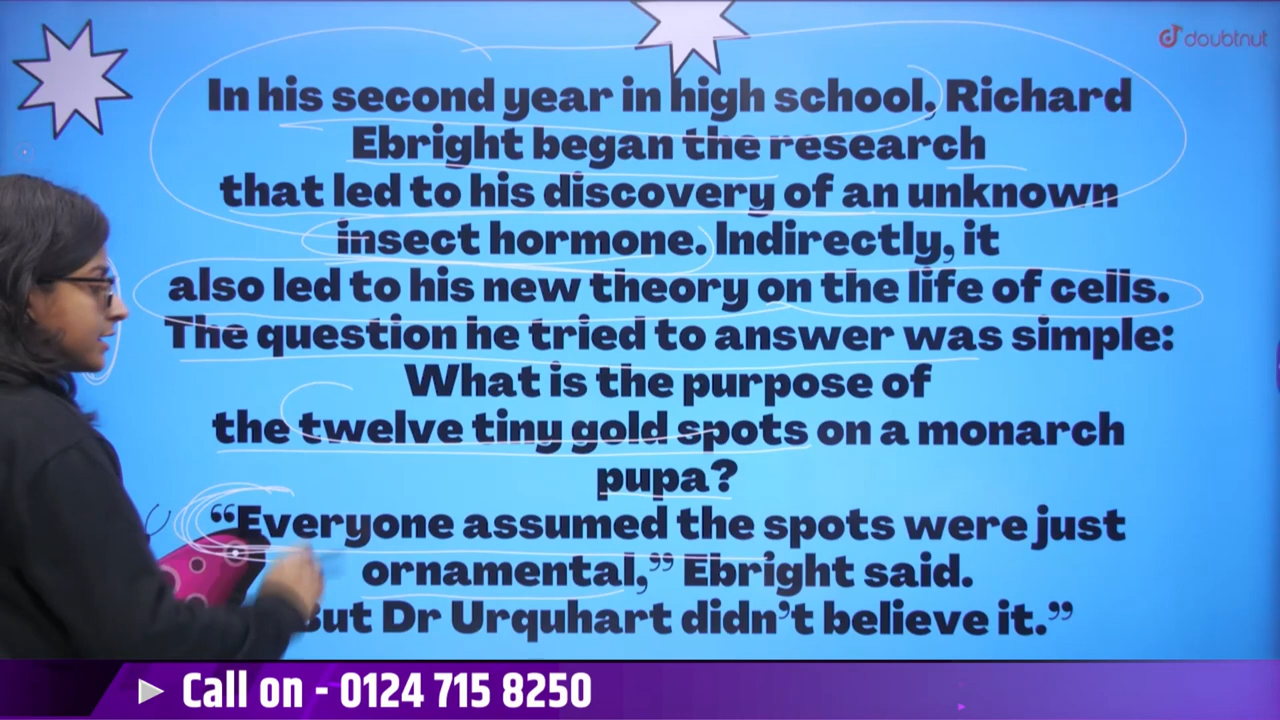 doubtnut
In his second year in high school, Richard
Ebright began the research
that led to his discovery of an unknown
insect hormone. Indirectly, it
also led to his new theory on the life of cells.
The question he tried to answer was simple:
What is the purpose of
the twelve tiny gold spots on a monarch
pupa?
“Everyone assumed the spots were just
ornamental,” Ebright said.
But Dr Urquhart didn’t believe it.”
Call on - 0124 715 8250